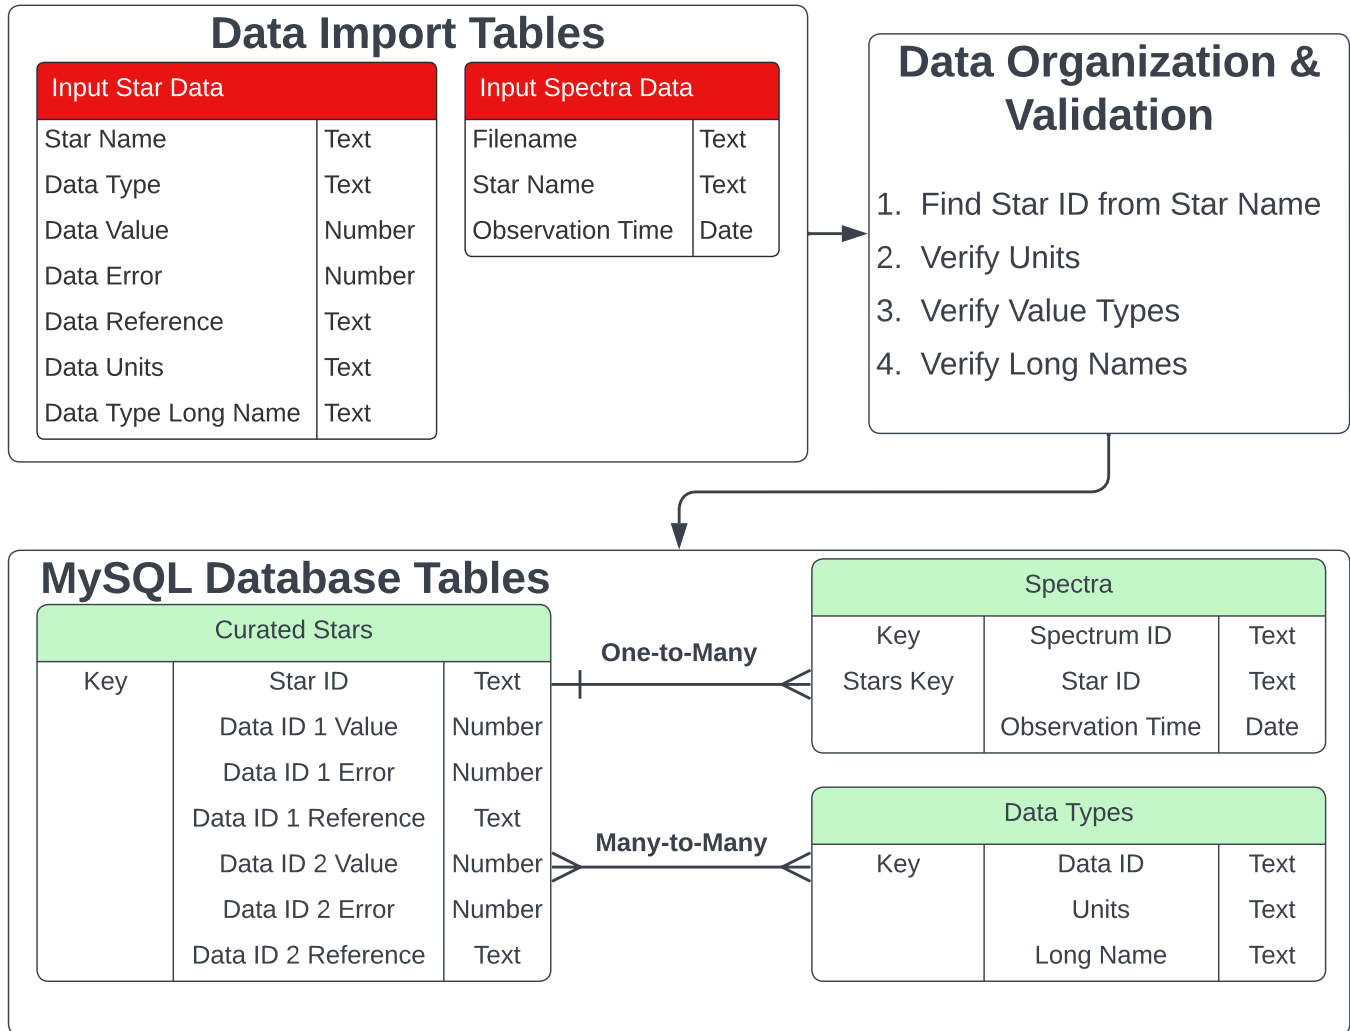 Data Import Tables
Input Star Data
Star Name Text
Data Type Text
Data Value Number
Data Error Number
Data Reference Text
Data Units Text
Data Type Long Name Text
Input Spectra Data
Filename Text
Star Name Text
Observation Time Date
Data Organization &
Validation
1. Find Star ID from Star Name
2. Verify Units
3. Verify Value Types
4. Verify Long Names
MySQL Database Tables
Curated Stars
Key Star ID Text
Data ID 1 Value Number
Data ID 1 Error Number
Data ID 1 Reference Text
Data ID 2 Value Number
Data ID 2 Error Number
Data ID 2 Reference Text
One-to-Many
Many-to-Many
Spectra
Key Spectrum ID Text
Stars Key Star ID Text
Observation Time Date
Data Types
Key Data ID Text
Units Text
Long Name Text